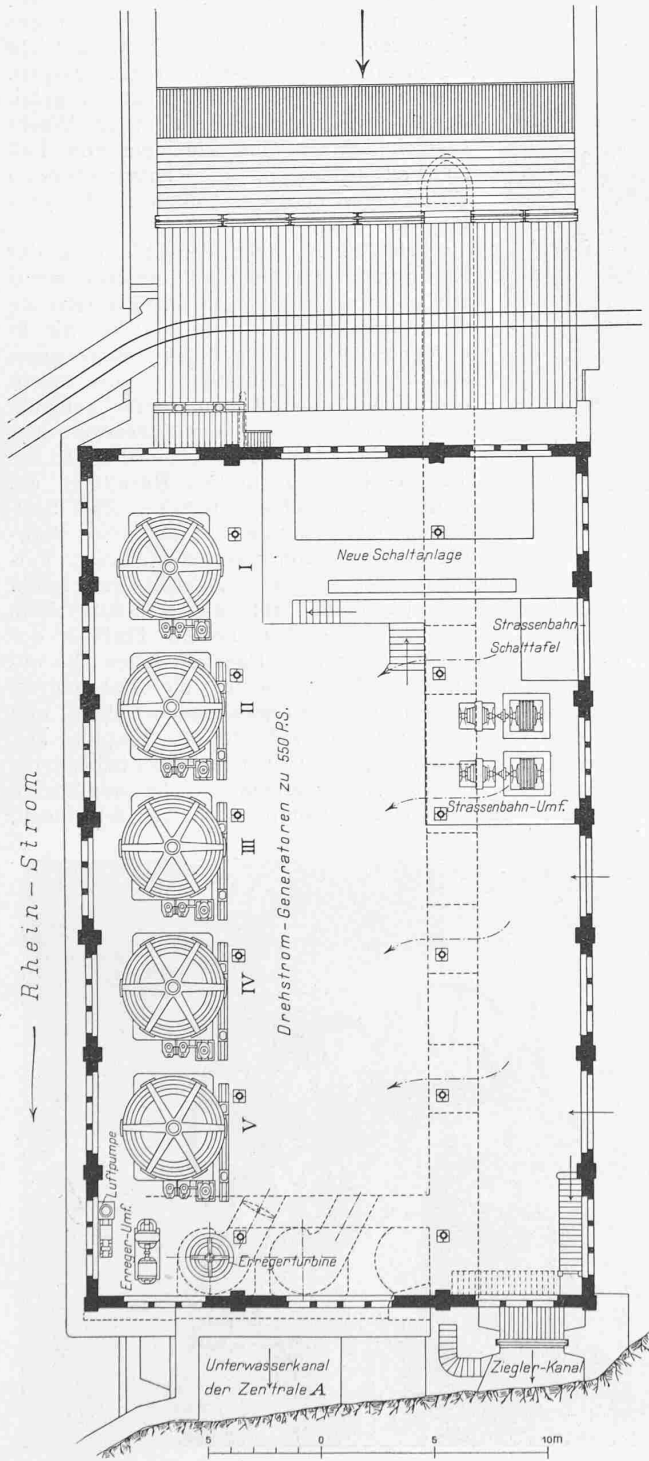 Neue Schaltanlage
I
Strassenbahn-
Schalttafel
II
Drehstrom-Generatoren zu 550 P.S.
Strassenbahn-Umf.
Rhein-Strom
III
IV
V
Luftpumpe
Erreger-Umf.
Erregerturbine
Unterwasserkanal
der Zentrale A
Ziegler-Kanal
5 0 5 10m